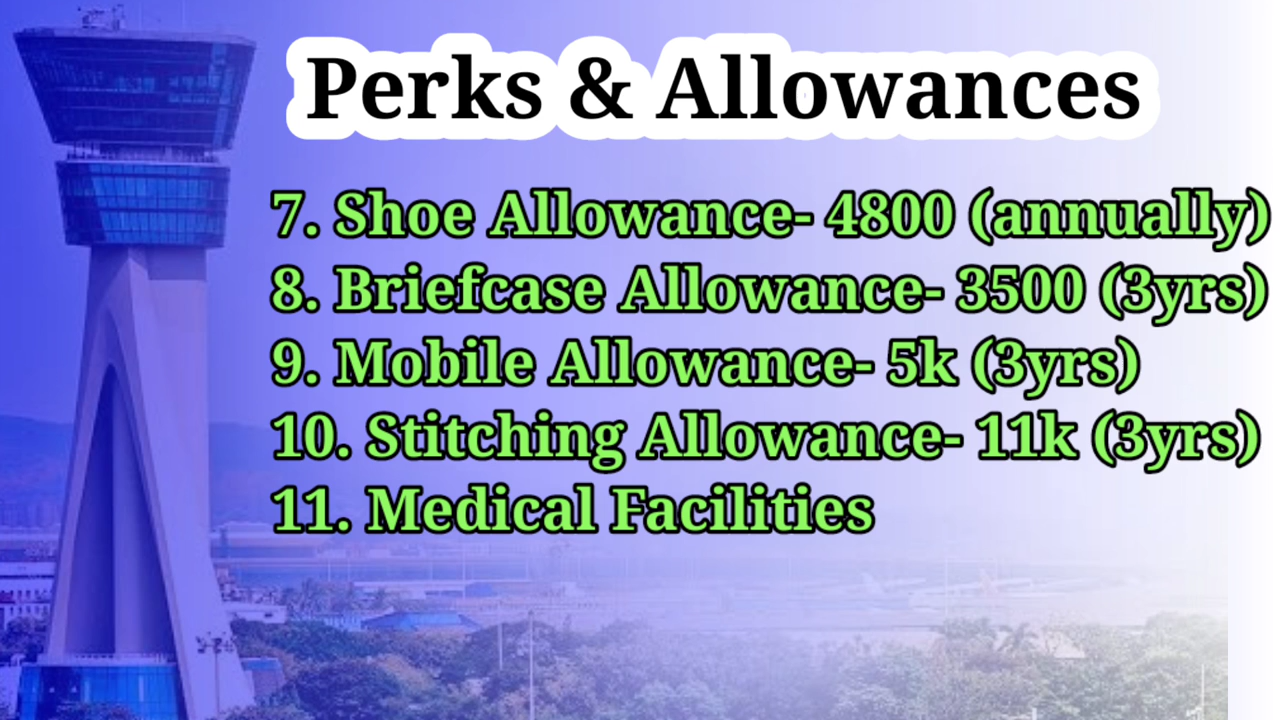 Perks & Allowances
7. Shoe Allowance- 4800 (annually)
8. Briefcase Allowance- 3500 (3yrs)
9. Mobile Allowance- 5k (3yrs)
10. Stitching Allowance- 11k (3yrs)
11. Medical Facilities